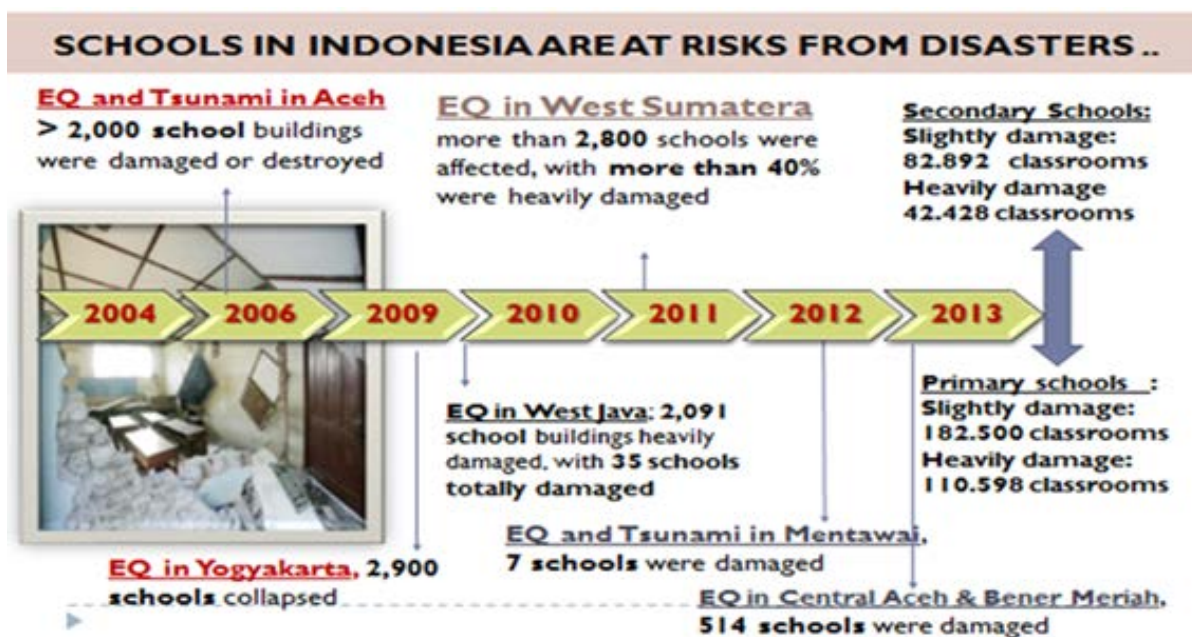 SCHOOLS IN INDONESIA ARE AT RISKS FROM DISASTERS ..
EQ and Tsunami in Aceh
> 2,000 school buildings
were damaged or destroyed
EQ in West Sumatera
more than 2,800 schools were
affected, with more than 40%
were heavily damaged
Secondary Schools:
Slightly damage:
82.892 classrooms
Heavily damage
42.428 classrooms
2004
2006
2009
2010
2011
2012
2013
EQ in West Java: 2,091
school buildings heavily
damaged, with 35 schools
totally damaged
Primary schools :
Slightly damage:
182.500 classrooms
Heavily damage:
110.598 classrooms
EQ and Tsunami in Mentawai,
7 schools were damaged
EQ in Yogyakarta, 2,900
schools collapsed
EQ in Central Aceh & Bener Meriah,
514 schools were damaged